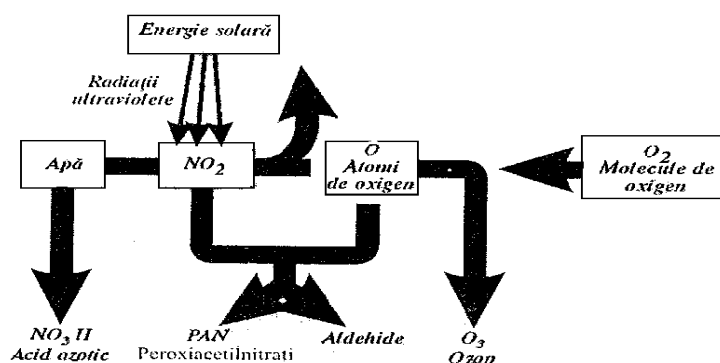 Energie solară
Radiaţii
ultraviolete
Apă
NO2
O
Atomi
de oxigen
O2
Molecule de
oxigen
NO3H
Acid azotic
PAN
Peroxiacetilnitrati
Aldehide
O3
Ozon